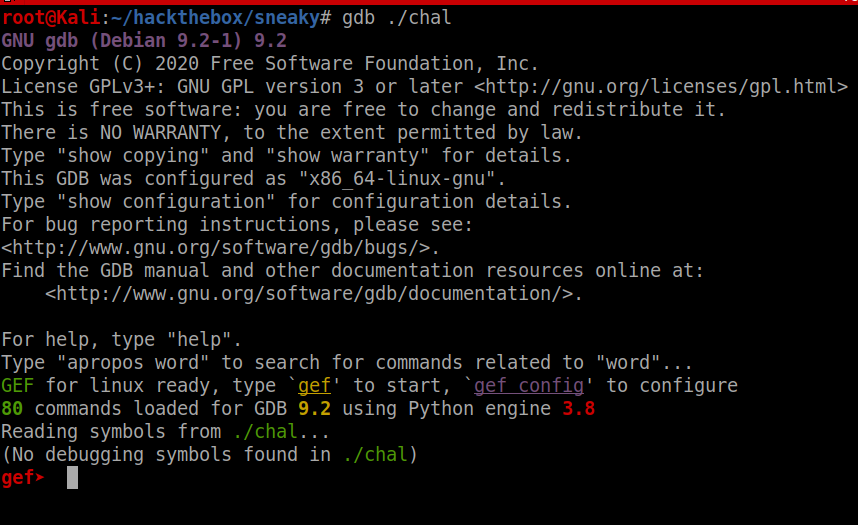 root@Kali:~/hackthebox/sneaky# gdb ./chal
GNU gdb (Debian 9.2-1) 9.2
Copyright (C) 2020 Free Software Foundation, Inc.
License GPLv3+: GNU GPL version 3 or later <http://gnu.org/licenses/gpl.html>
This is free software: you are free to change and redistribute it.
There is NO WARRANTY, to the extent permitted by law.
Type "show copying" and "show warranty" for details.
This GDB was configured as "x86_64-linux-gnu".
Type "show configuration" for configuration details.
For bug reporting instructions, please see:
<http://www.gnu.org/software/gdb/bugs/>.
Find the GDB manual and other documentation resources online at:
    <http://www.gnu.org/software/gdb/documentation/>.

For help, type "help".
Type "apropos word" to search for commands related to "word"...
GEF for linux ready, type `gef' to start, `gef config' to configure
80 commands loaded for GDB 9.2 using Python engine 3.8
Reading symbols from ./chal...
(No debugging symbols found in ./chal)
gef➤